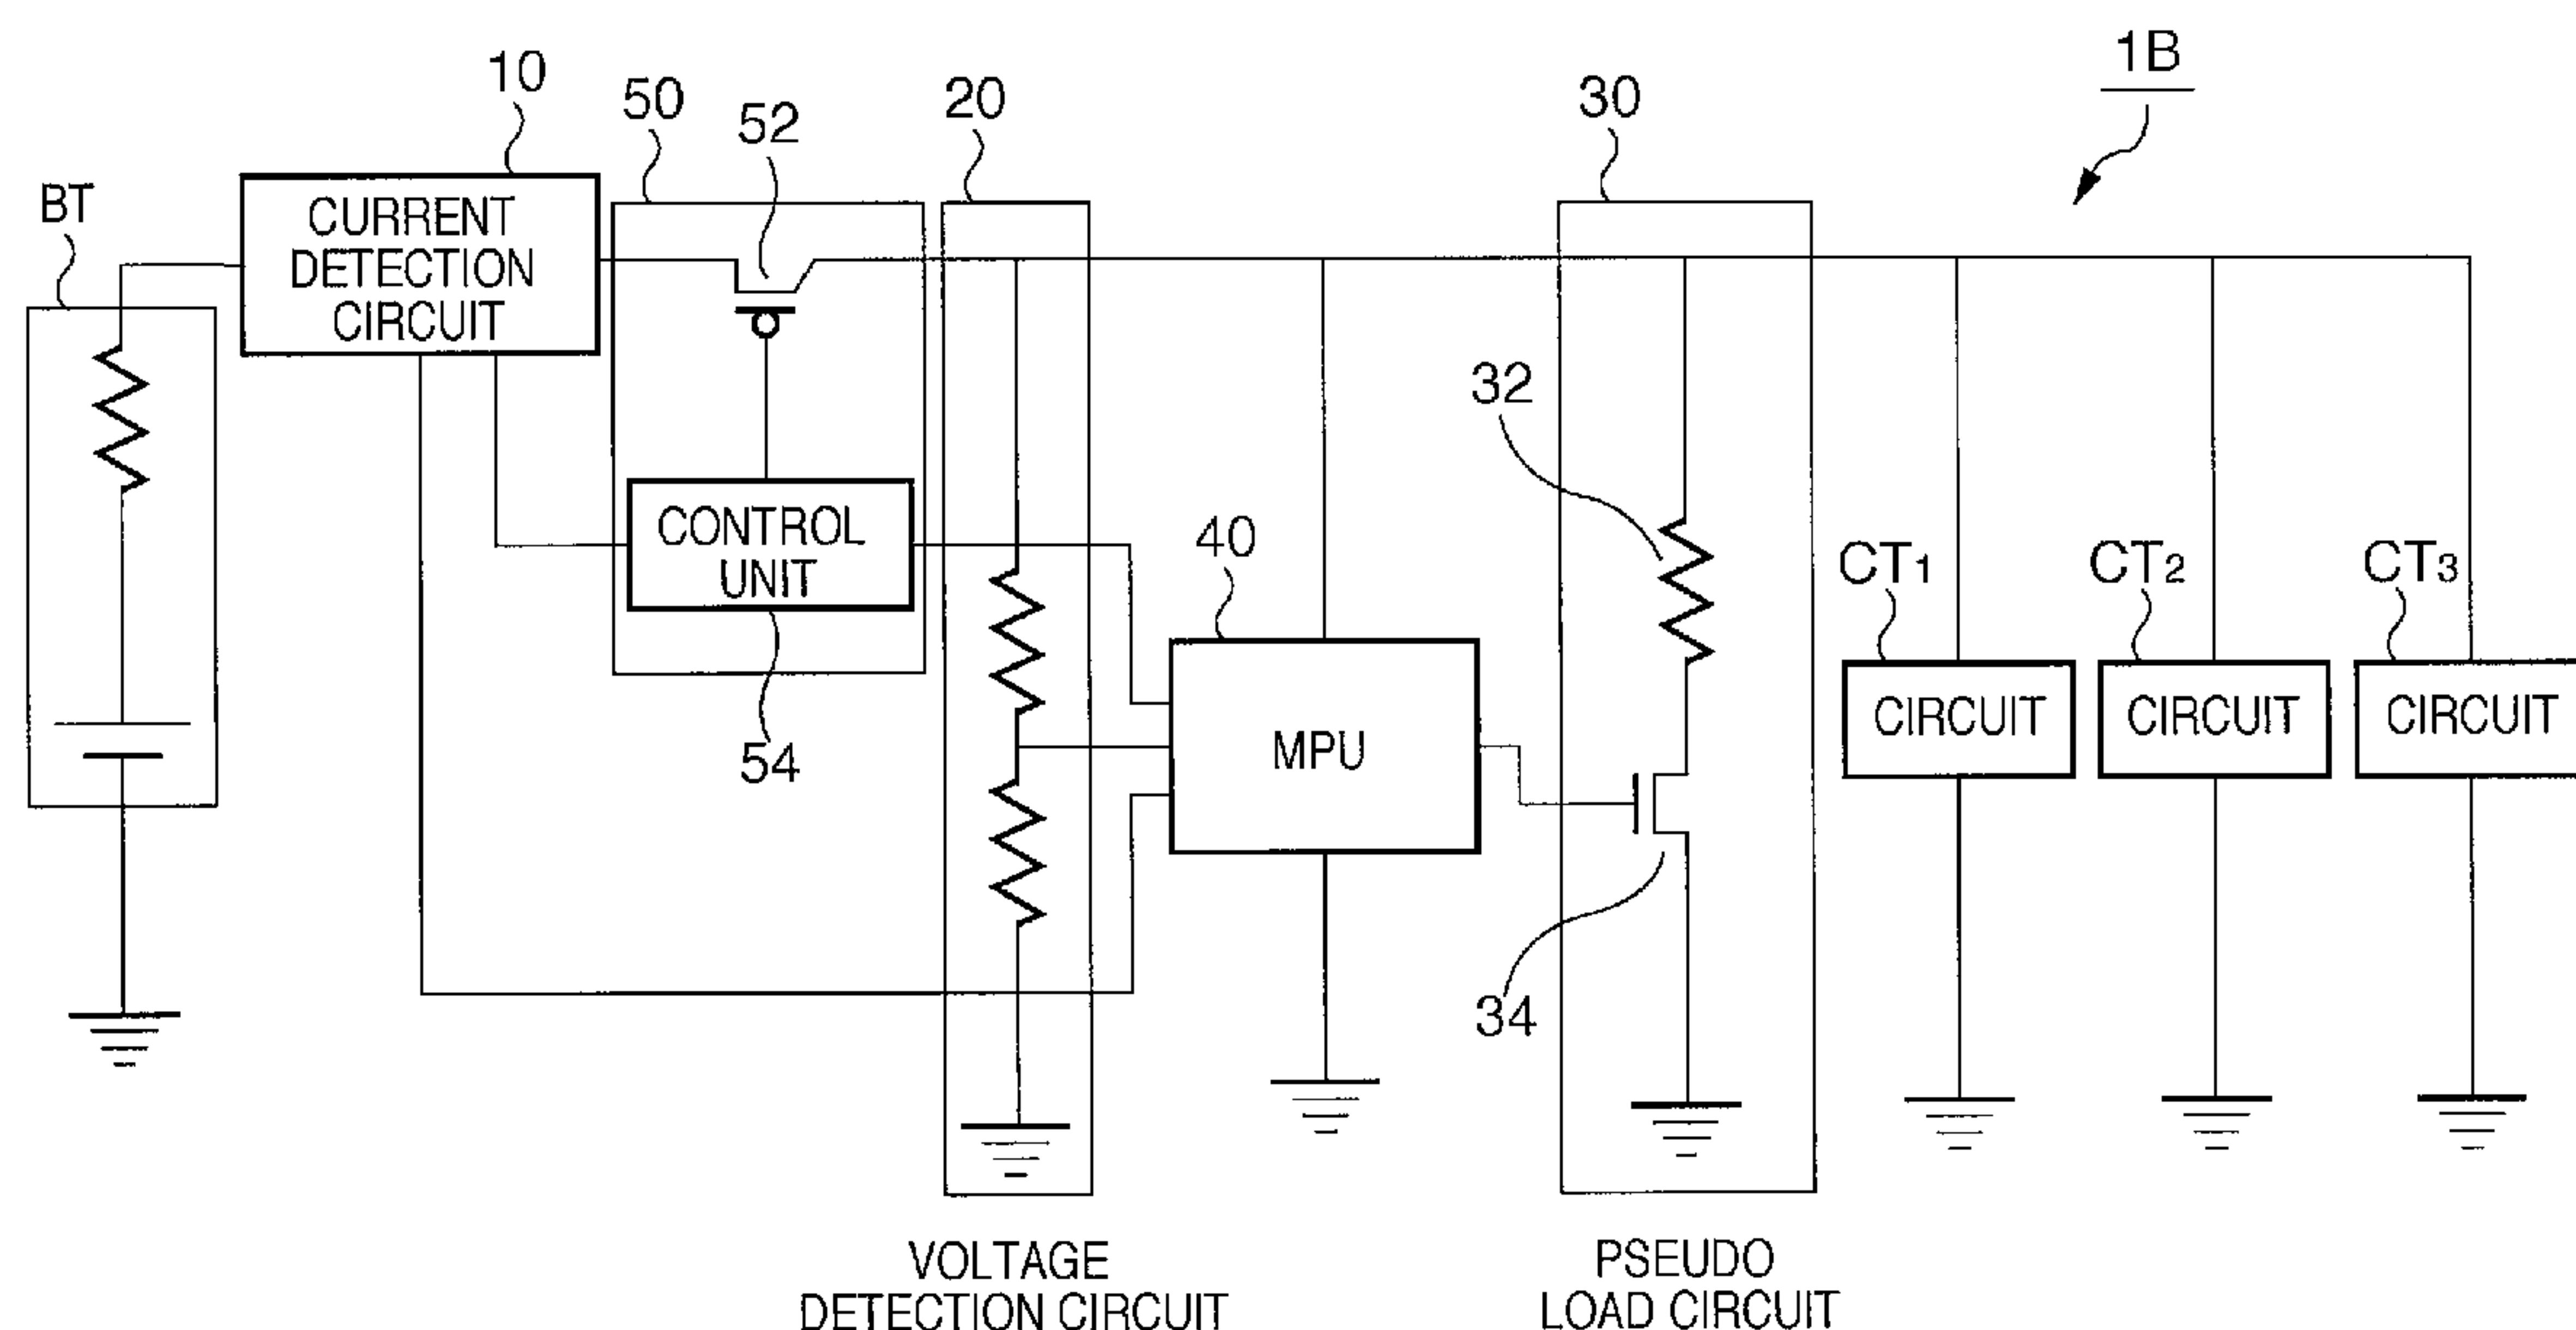 1B
10
50
52
20
30
BT
CURRENT
DETECTION
CIRCUIT
32
CONTROL
UNIT
40
CT1
CT2
CT3
54
MPU
CIRCUIT
CIRCUIT
CIRCUIT
34
VOLTAGE
DETECTION CIRCUIT
PSEUDO
LOAD CIRCUIT